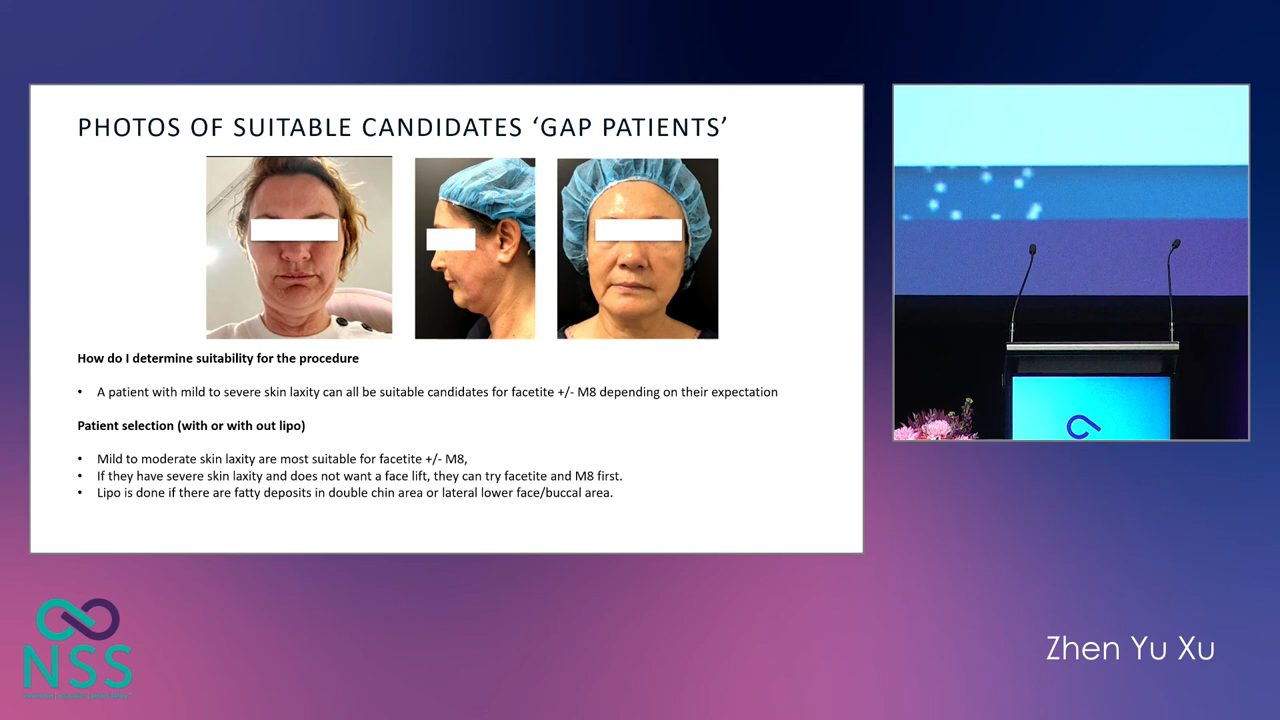 PHOTOS OF SUITABLE CANDIDATES ‘GAP PATIENTS’
How do I determine suitability for the procedure
• A patient with mild to severe skin laxity can all be suitable candidates for facetite +/- M8 depending on their expectation
Patient selection (with or with out lipo)
• Mild to moderate skin laxity are most suitable for facetite +/- M8,
• If they have severe skin laxity and does not want a face lift, they can try facetite and M8 first.
• Lipo is done if there are fatty deposits in double chin area or lateral lower face/buccal area.
NSS
Zhen Yu Xu